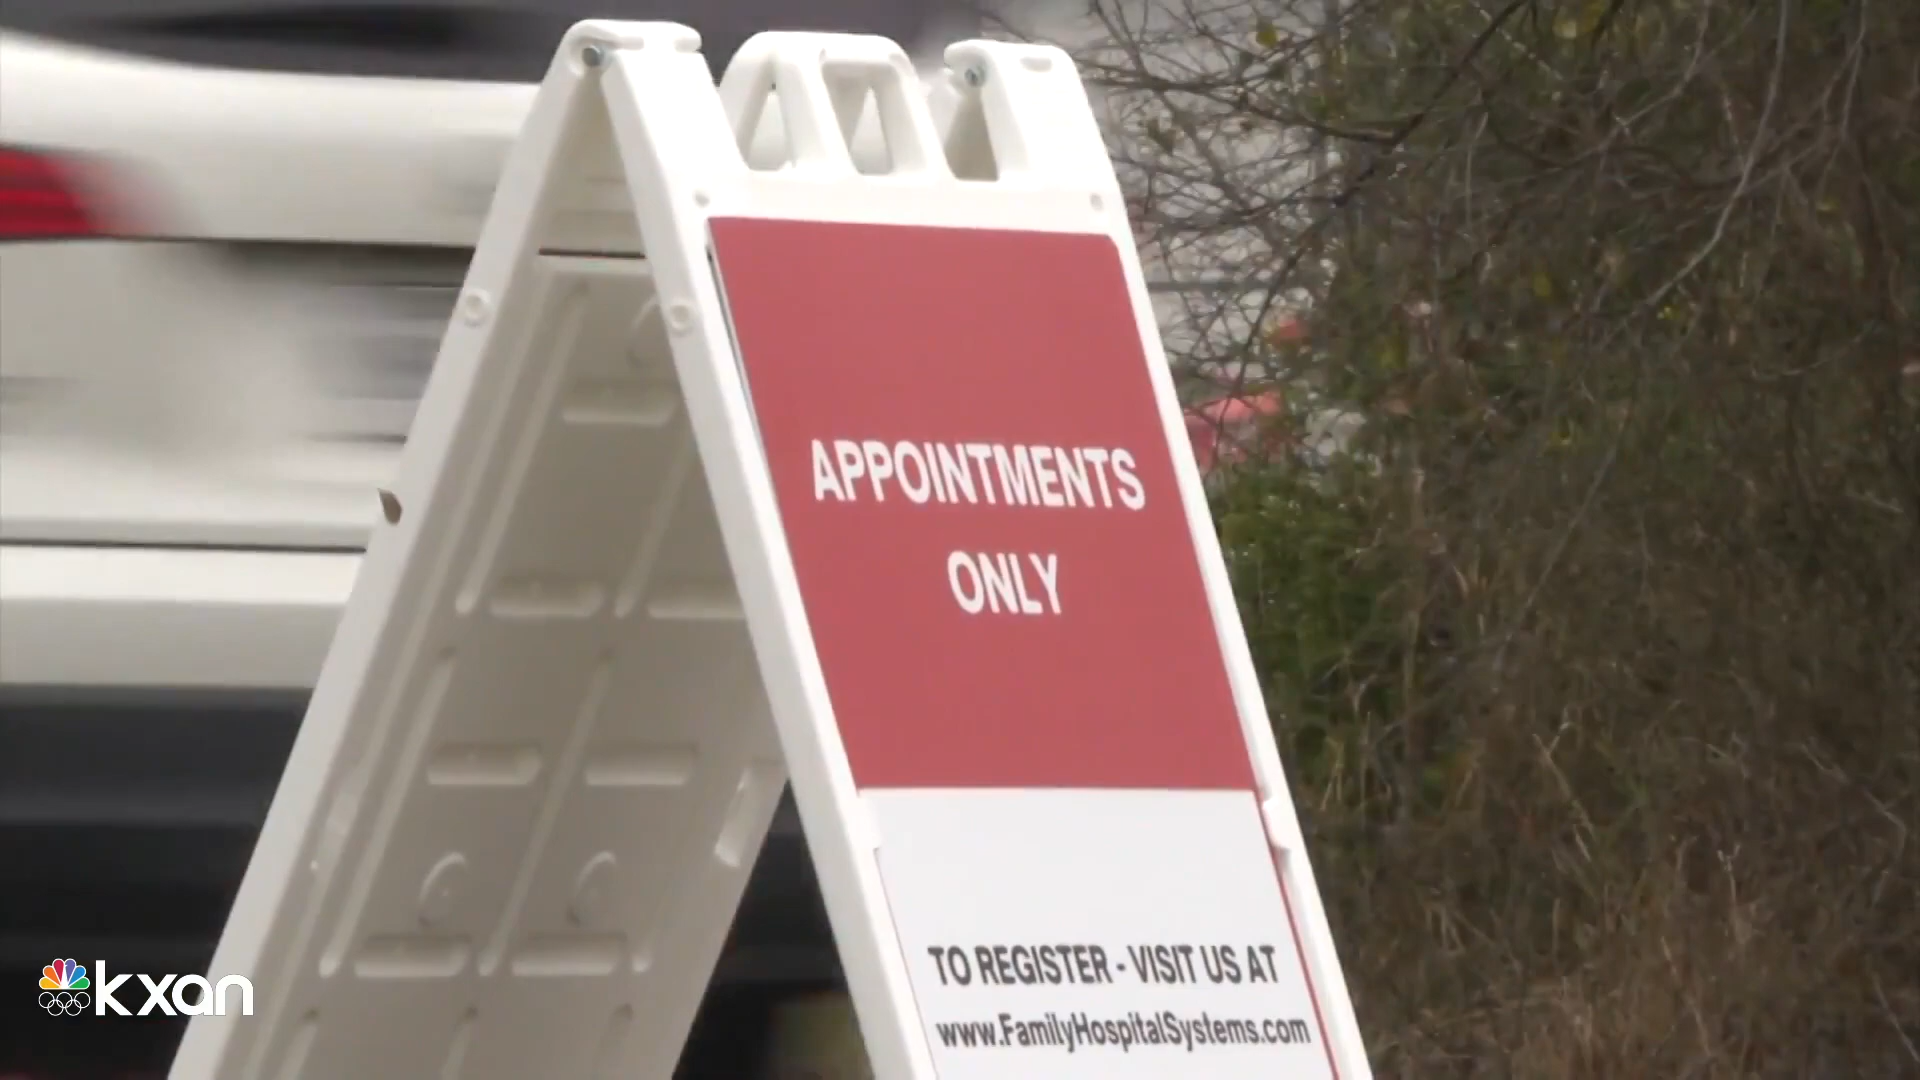 APPOINTMENTS
ONLY
TO REGISTER - VISIT US AT
www.FamilyHospitalSystems.com
kxan